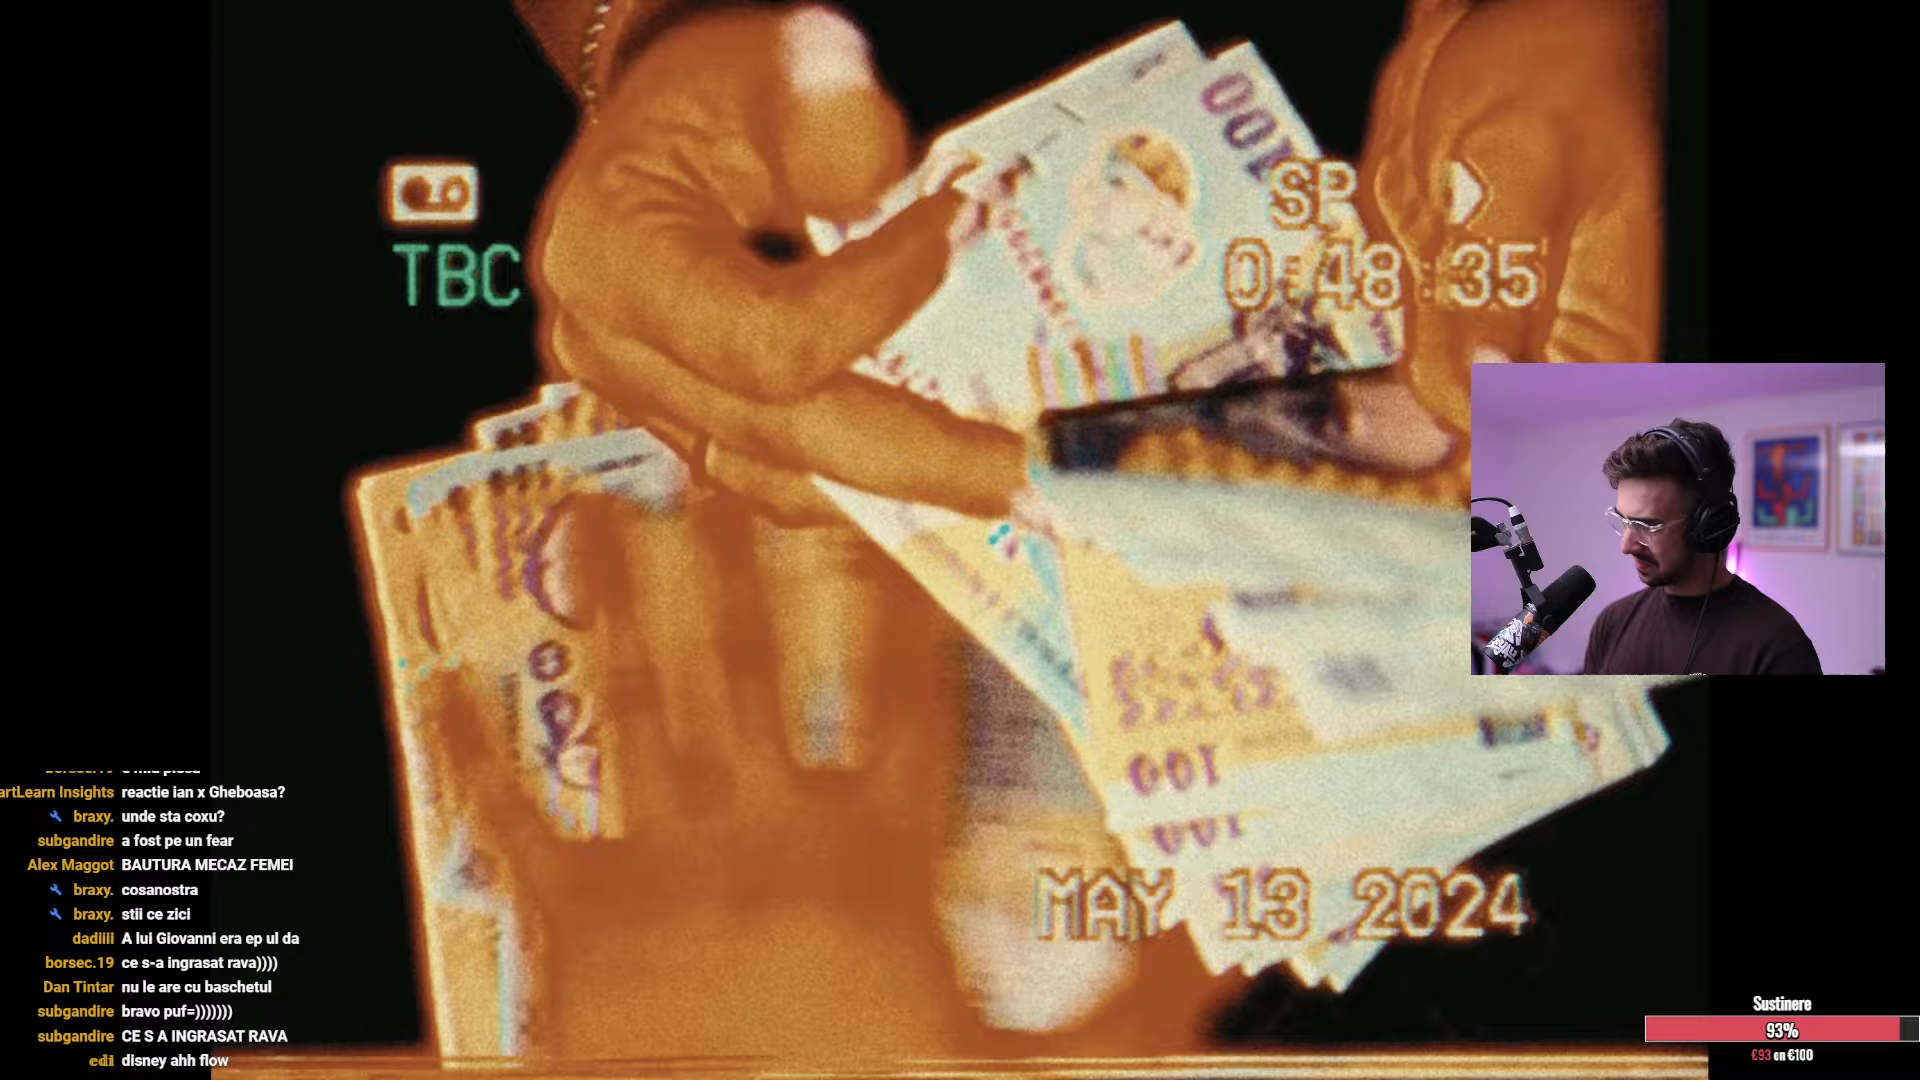 100
SP
TBC
0:48:35
100
100
MAY 13 2024
artLearn Insights reactie ian x Gheboasa?
braxy. unde sta coxu?
subgandire a fost pe un fear
Alex Maggot BAUTURA MECAZ FEMEI
braxy. cosanostra
braxy. stii ce zici
dadiiii A lui Giovanni era ep ul da
borsec.19 ce s-a ingrasat rava))))
Dan Tintar nu le are cu baschetul
subgandire bravo puf=)))))))
subgandire CE S A INGRASAT RAVA
edi disney ahh flow
Sustinere
93%
€93 an €100